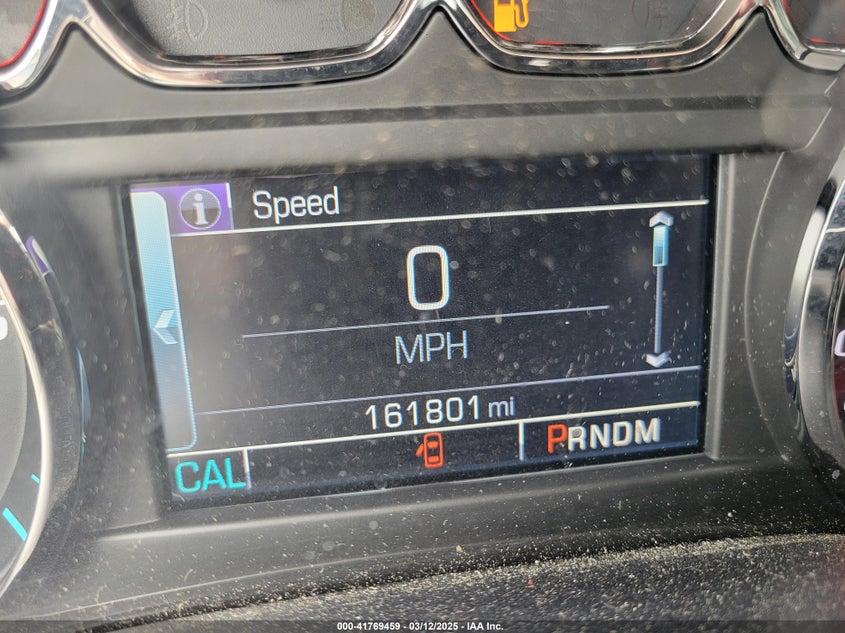 Speed
0
MPH
161801 mi
CAL
PRNDM
000-41769459 - 03/12/2025 - IAA Inc.